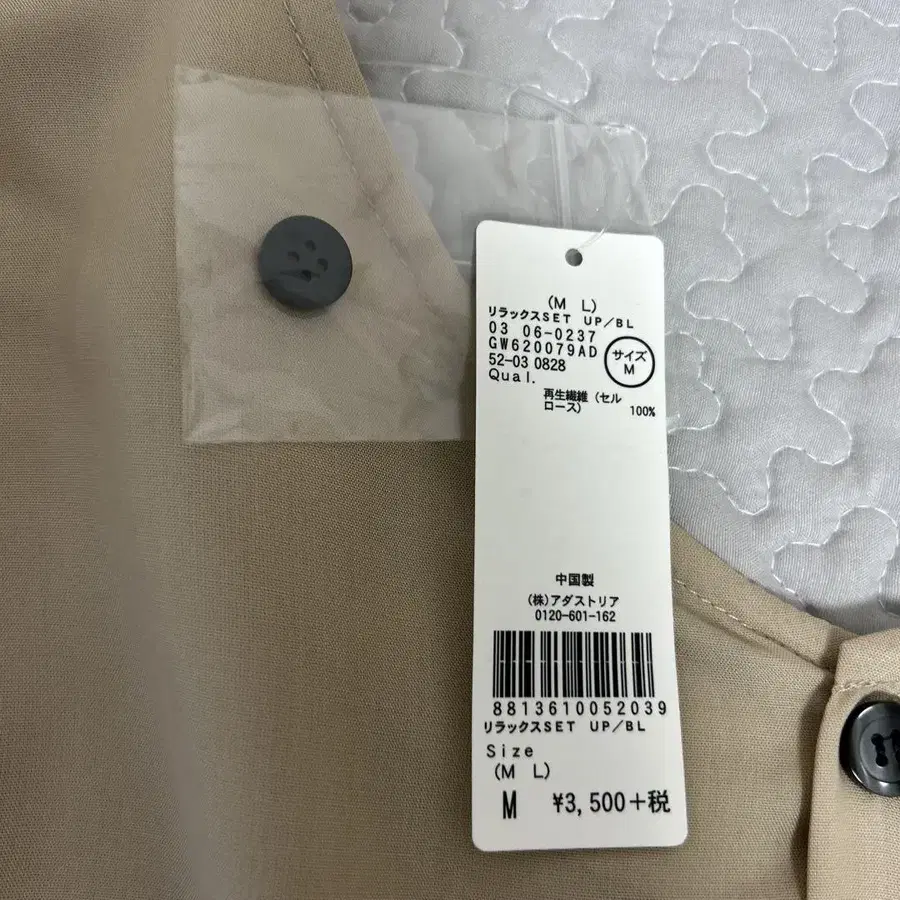 (M L)
リラックスSET UP/BL
03 06-0237
GW620079AD
サイズ
M
52-03 0828
Qual.
再生繊維 (セル
ロース)
100%
中国製
(株)アダストリア
0120-601-162
8813610052039
リラックスSET UP/BL
Size
(M L)
M ¥3,500+税